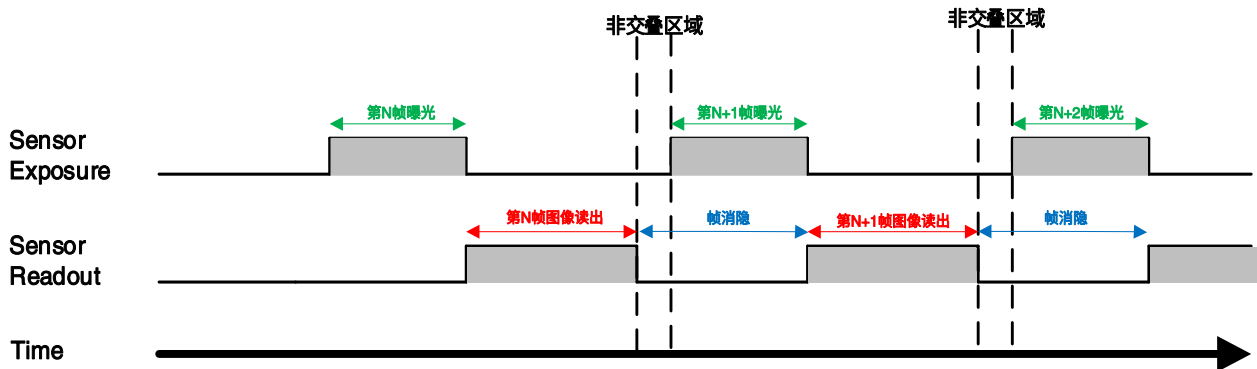 非交叠区域
非交叠区域
第N帧曝光
第N+1帧曝光
第N+2帧曝光
Sensor
Exposure
第N帧图像读出
帧消隐
第N+1帧图像读出
帧消隐
Sensor
Readout
Time